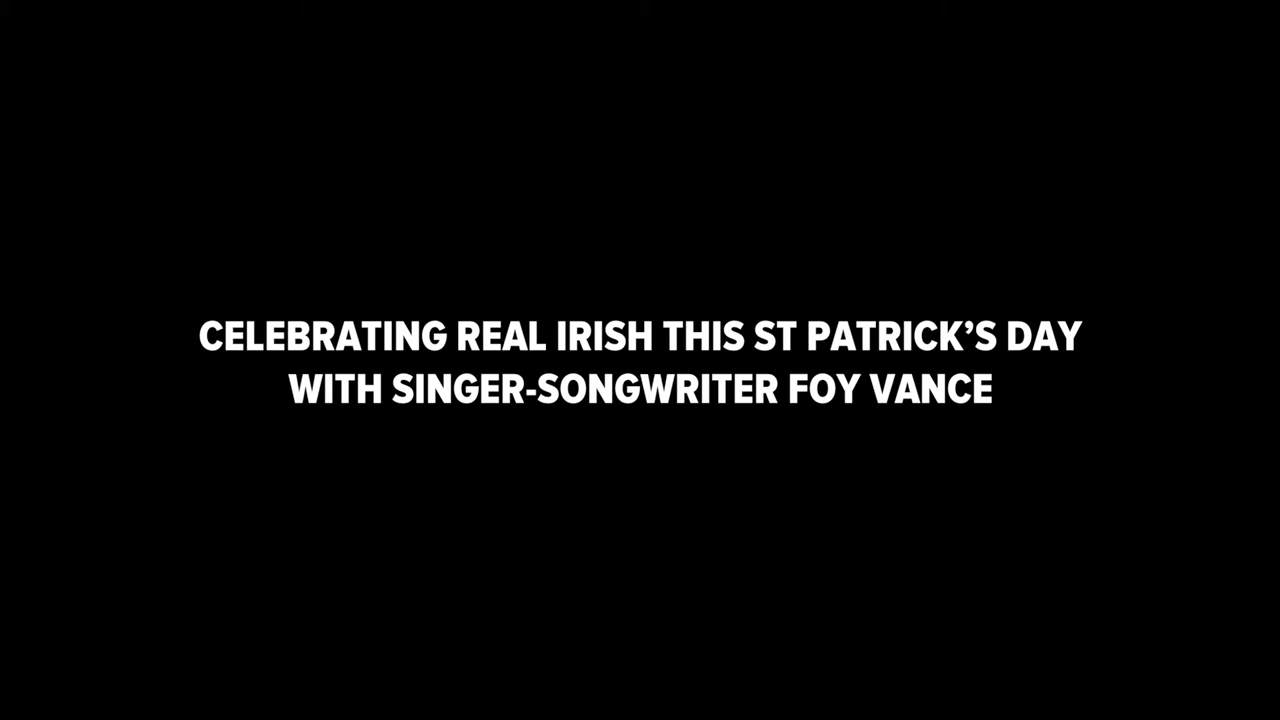 CELEBRATING REAL IRISH THIS ST PATRICK’S DAY
WITH SINGER-SONGWRITER FOY VANCE